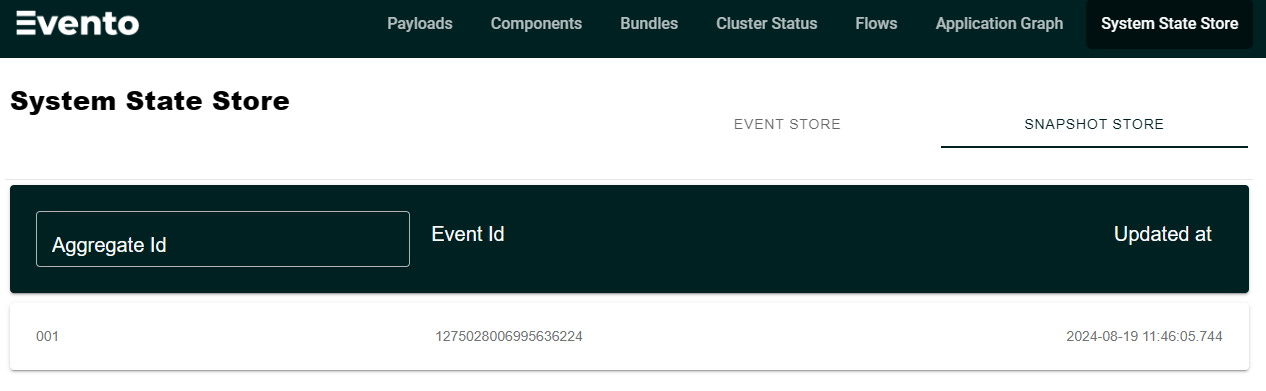 Evento Payloads Components Bundles Cluster Status Flows Application Graph System State Store
System State Store
EVENT STORE SNAPSHOT STORE
Aggregate Id Event Id Updated at
001 1275028006995636224 2024-08-19 11:46:05.744